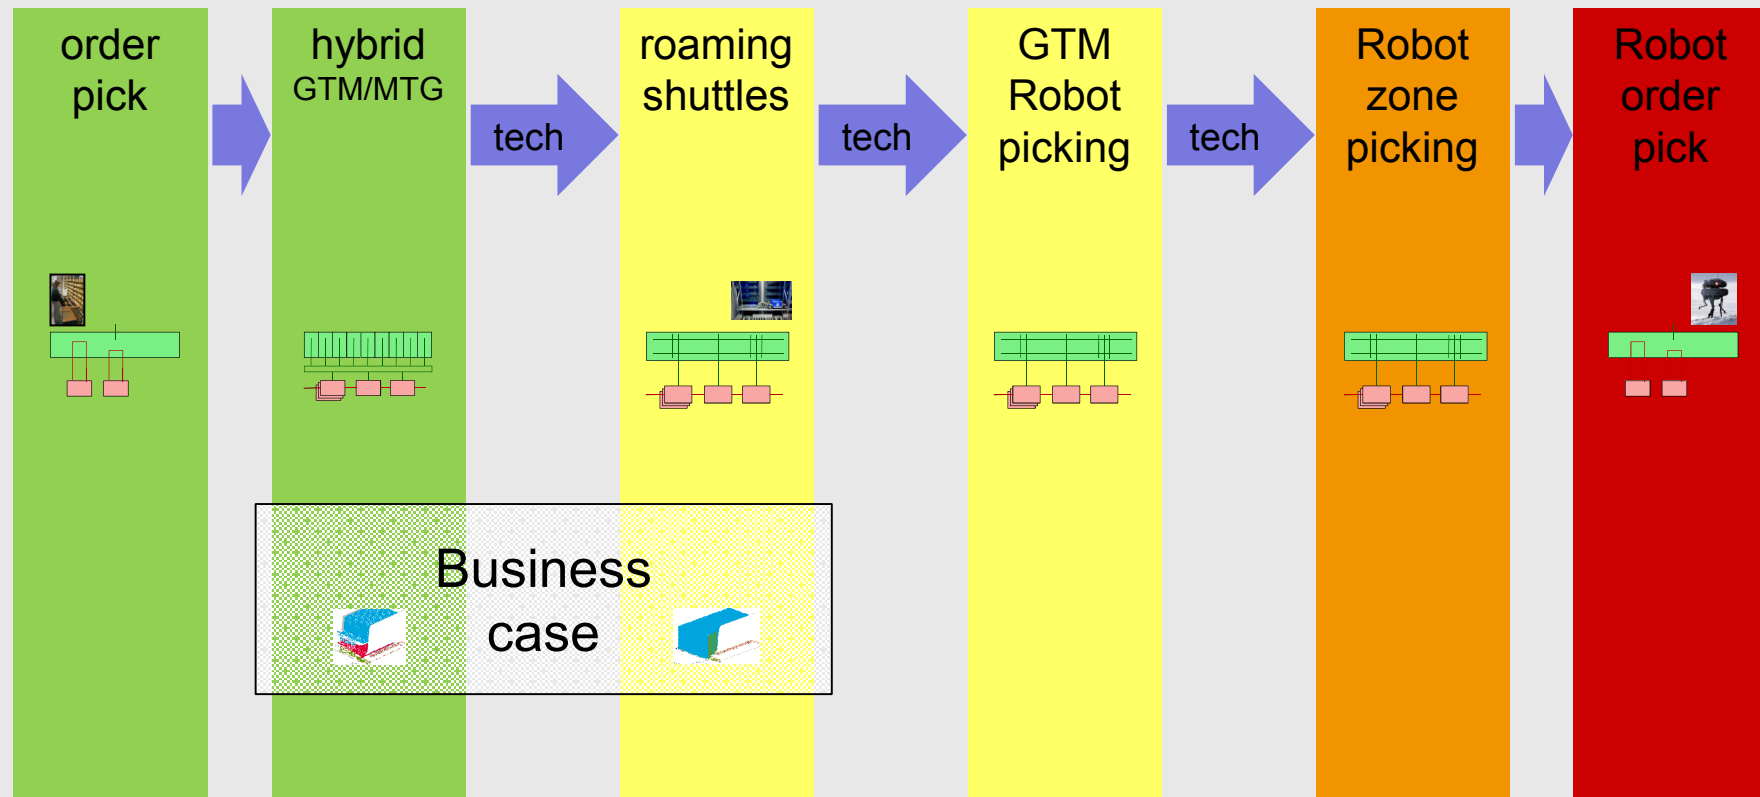 order
pick
hybrid
GTM/MTG
tech
roaming
shuttles
tech
GTM
Robot
picking
tech
Robot
zone
picking
Robot
order
pick
Business
case